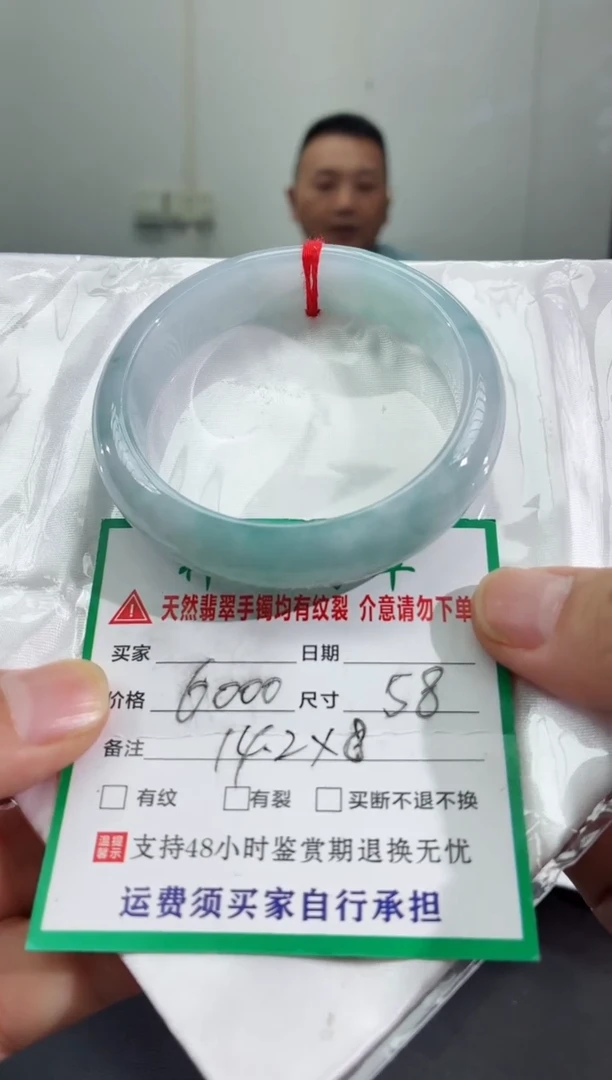 天然翡翠手镯均有纹裂 介意请勿下单
买家 日期
价格 6000 尺寸 58
备注 14.2×8
有纹 有裂 买断不退不换
温馨提示 支持48小时鉴赏期退换无忧
运费须买家自行承担